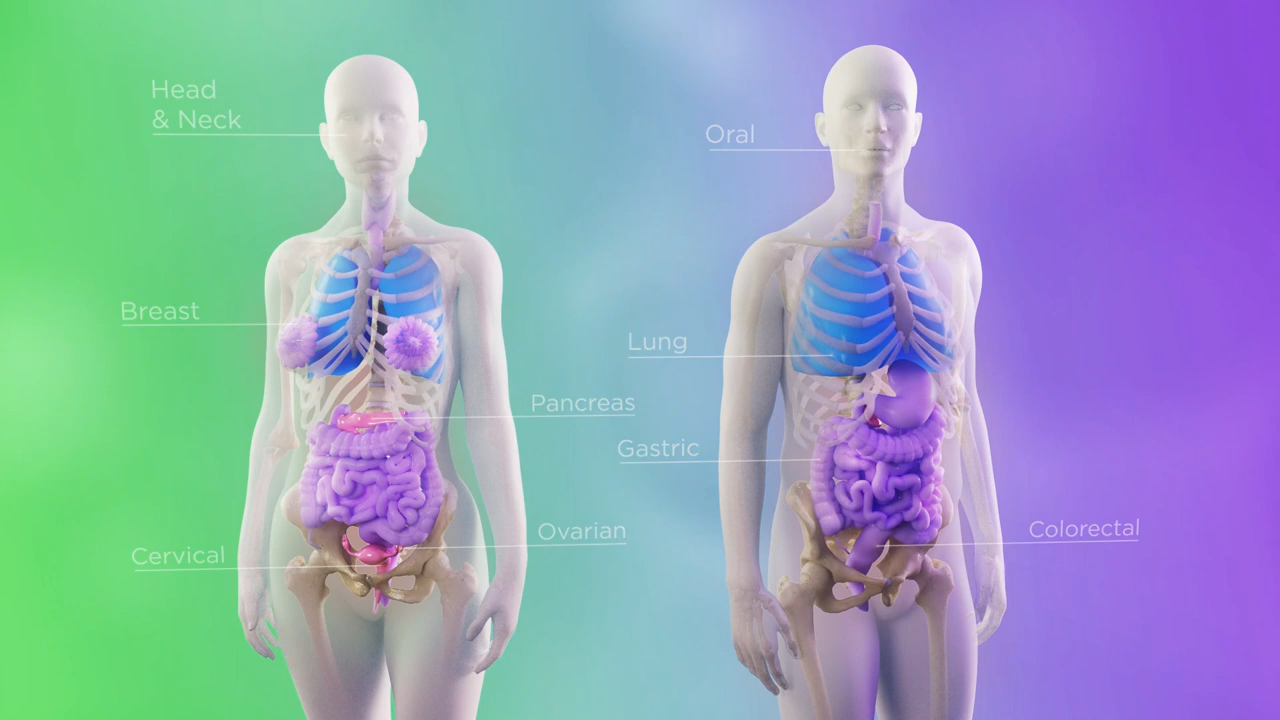 Head
& Neck
Oral
Breast
Lung
Pancreas
Gastric
Ovarian
Colorectal
Cervical